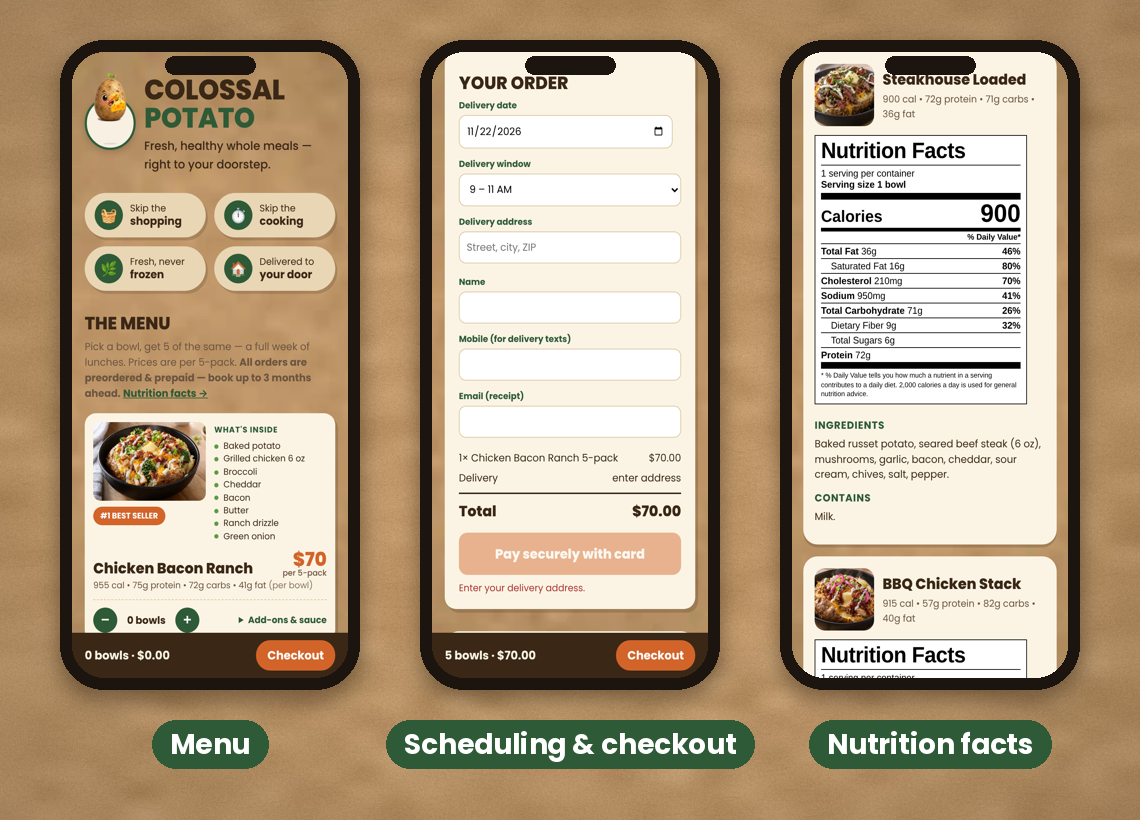 COLOSSAL
POTATO
Fresh, healthy whole meals —
right to your doorstep.
Skip the
shopping
Skip the
cooking
Fresh, never
frozen
Delivered to
your door
THE MENU
Pick a bowl, get 5 of the same — a full week of
lunches. Prices are per 5-pack. All orders are
preordered & prepaid — book up to 3 months
ahead. Nutrition facts →
WHAT'S INSIDE
Baked potato
Grilled chicken 6 oz
Broccoli
Cheddar
Bacon
Butter
Ranch drizzle
Green onion
#1 BEST SELLER
Chicken Bacon Ranch
$70
per 5-pack
955 cal • 75g protein • 72g carbs • 41g fat (per bowl)
− 0 bowls +
▸ Add-ons & sauce
0 bowls · $0.00
Checkout
Menu
YOUR ORDER
Delivery date
11/22/2026
Delivery window
9 – 11 AM
Delivery address
Street, city, ZIP
Name
Mobile (for delivery texts)
Email (receipt)
1× Chicken Bacon Ranch 5-pack $70.00
Delivery enter address
Total $70.00
Pay securely with card
Enter your delivery address.
5 bowls · $70.00
Checkout
Scheduling & checkout
Steakhouse Loaded
900 cal • 72g protein • 71g carbs •
36g fat
Nutrition Facts
1 serving per container
Serving size 1 bowl
Calories 900
% Daily Value*
Total Fat 36g 46%
Saturated Fat 16g 80%
Cholesterol 210mg 70%
Sodium 950mg 41%
Total Carbohydrate 71g 26%
Dietary Fiber 9g 32%
Total Sugars 6g
Protein 72g
* % Daily Value tells you how much a nutrient in a serving
contributes to a daily diet. 2,000 calories a day is used for general
nutrition advice.
INGREDIENTS
Baked russet potato, seared beef steak (6 oz),
mushrooms, garlic, bacon, cheddar, sour
cream, chives, salt, pepper.
CONTAINS
Milk.
BBQ Chicken Stack
915 cal • 57g protein • 82g carbs •
40g fat
Nutrition Facts
1 serving per container
Nutrition facts